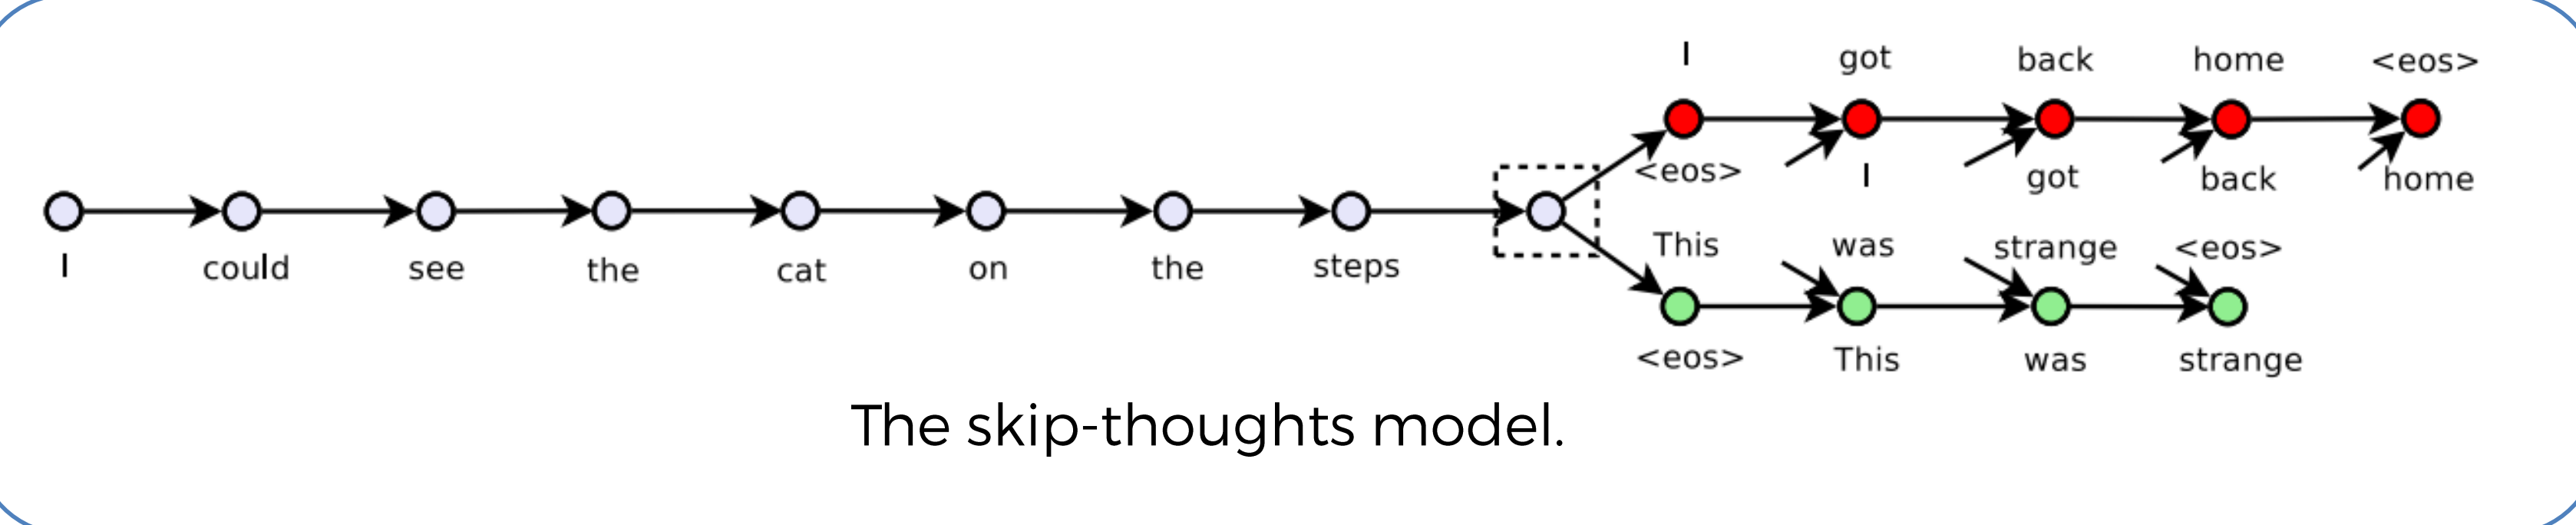 I got back home <eos>
<eos> I got back home
I could see the cat on the steps
This was strange <eos>
<eos> This was strange
The skip-thoughts model.